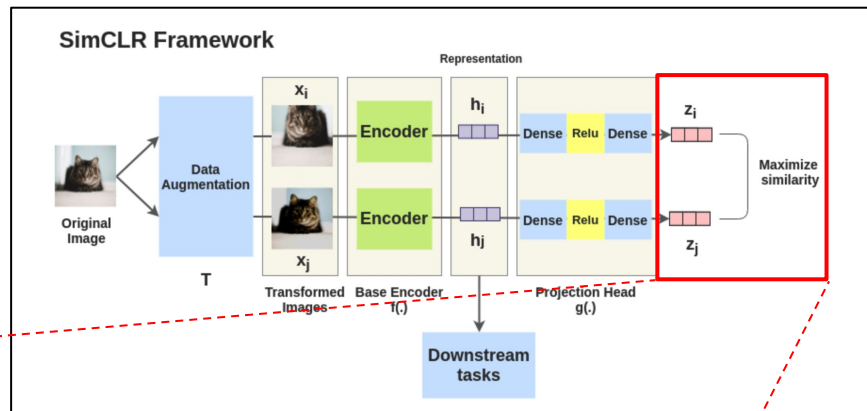 SimCLR Framework
Representation
xi
hi
zi
Encoder
Dense
Relu
Dense
Data
Augmentation
Maximize
similarity
Original
Image
Encoder
Dense
Relu
Dense
xj
hj
zj
T
Transformed
Images
Base Encoder
f(.)
Projection Head
g(.)
Downstream
tasks